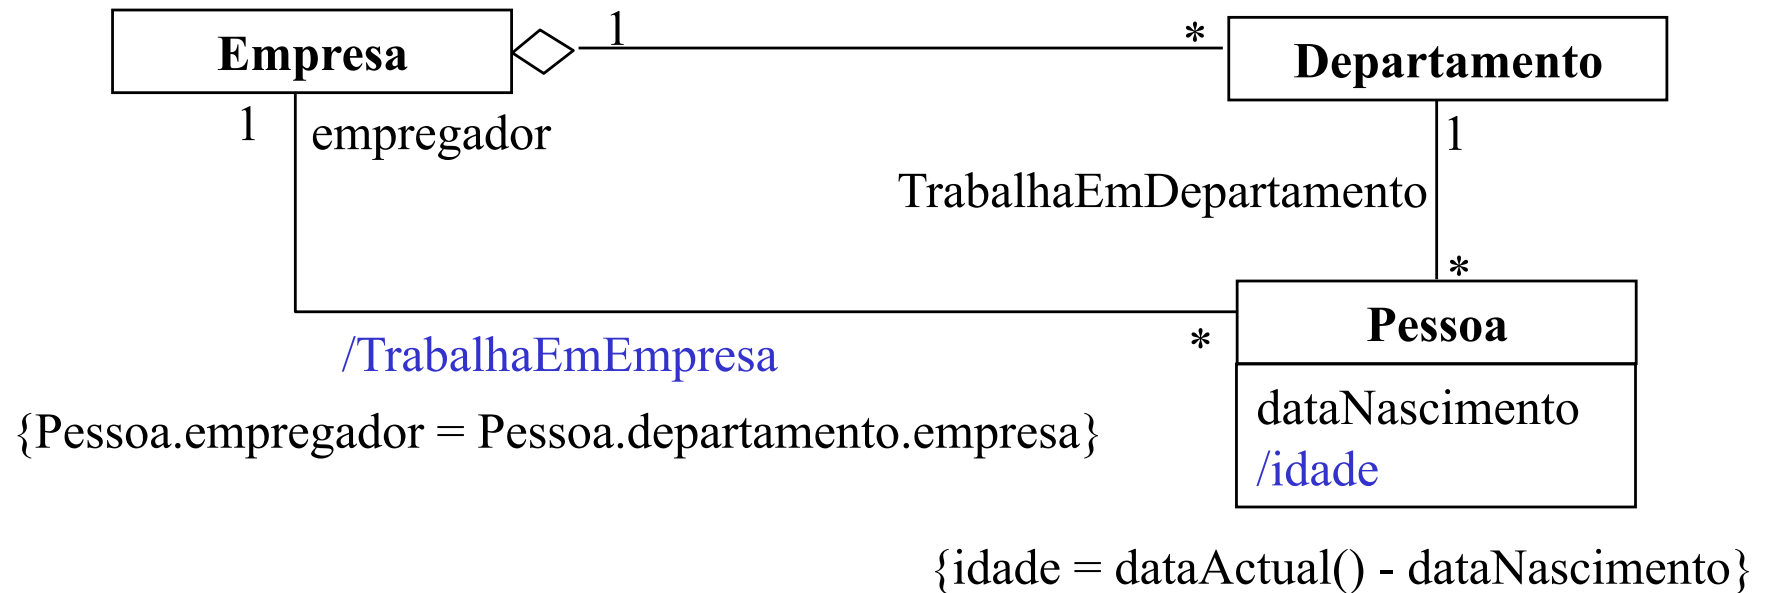 Empresa
1
*
Departamento
1
empregador
1
TrabalhaEmDepartamento
*
/TrabalhaEmEmpresa
*
Pessoa
{Pessoa.empregador = Pessoa.departamento.empresa}
dataNascimento
/idade
{idade = dataActual() - dataNascimento}